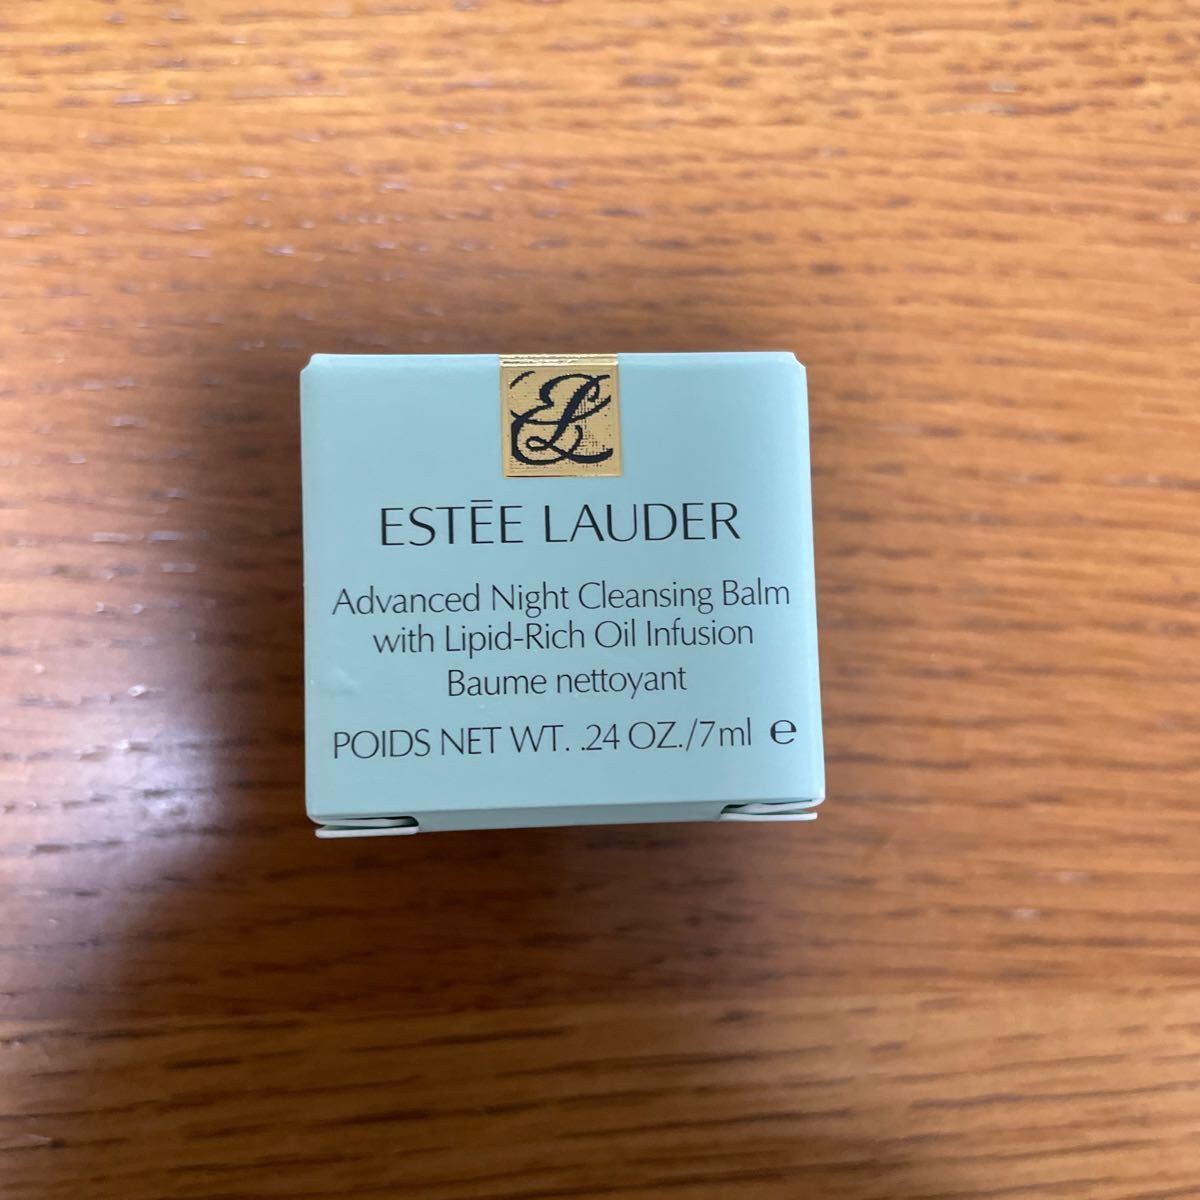 EL
ESTĒE LAUDER
Advanced Night Cleansing Balm
with Lipid-Rich Oil Infusion
Baume nettoyant
POIDS NET WT. .24 OZ./7ml ℮